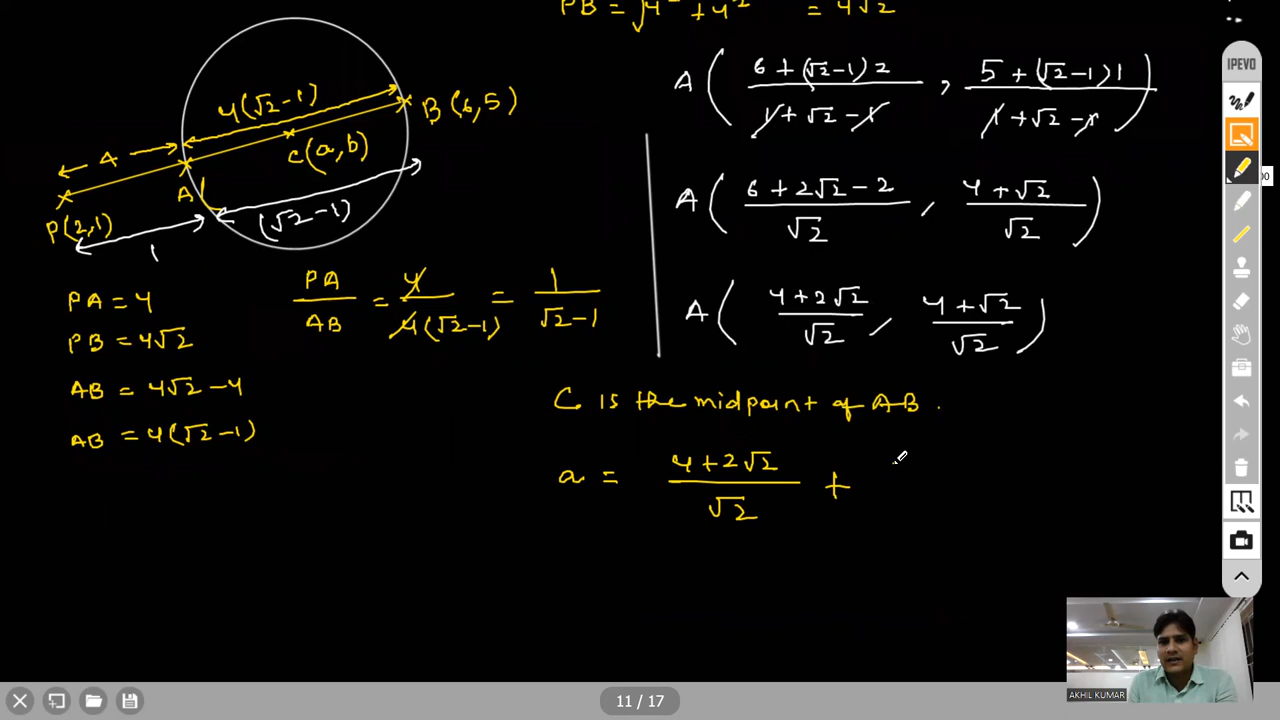 PB = √4² + 4² = 4√2
4(√2-1)
B(6,5)
4
C(a,b)
A
P(2,1)
1
(√2-1)
PA = 4
PB = 4√2
AB = 4√2 - 4
AB = 4(√2-1)
PA/AB = 4/4(√2-1) = 1/√2-1
A(6+(√2-1)2/1+√2-1, 5+(√2-1)1/1+√2-1)
A(6+2√2-2/√2, 4+√2/√2)
A(4+2√2/√2, 4+√2/√2)
C is the midpoint of AB.
a = 4+2√2/√2 +
IPEVO
00
11 / 17
AKHIL KUMAR